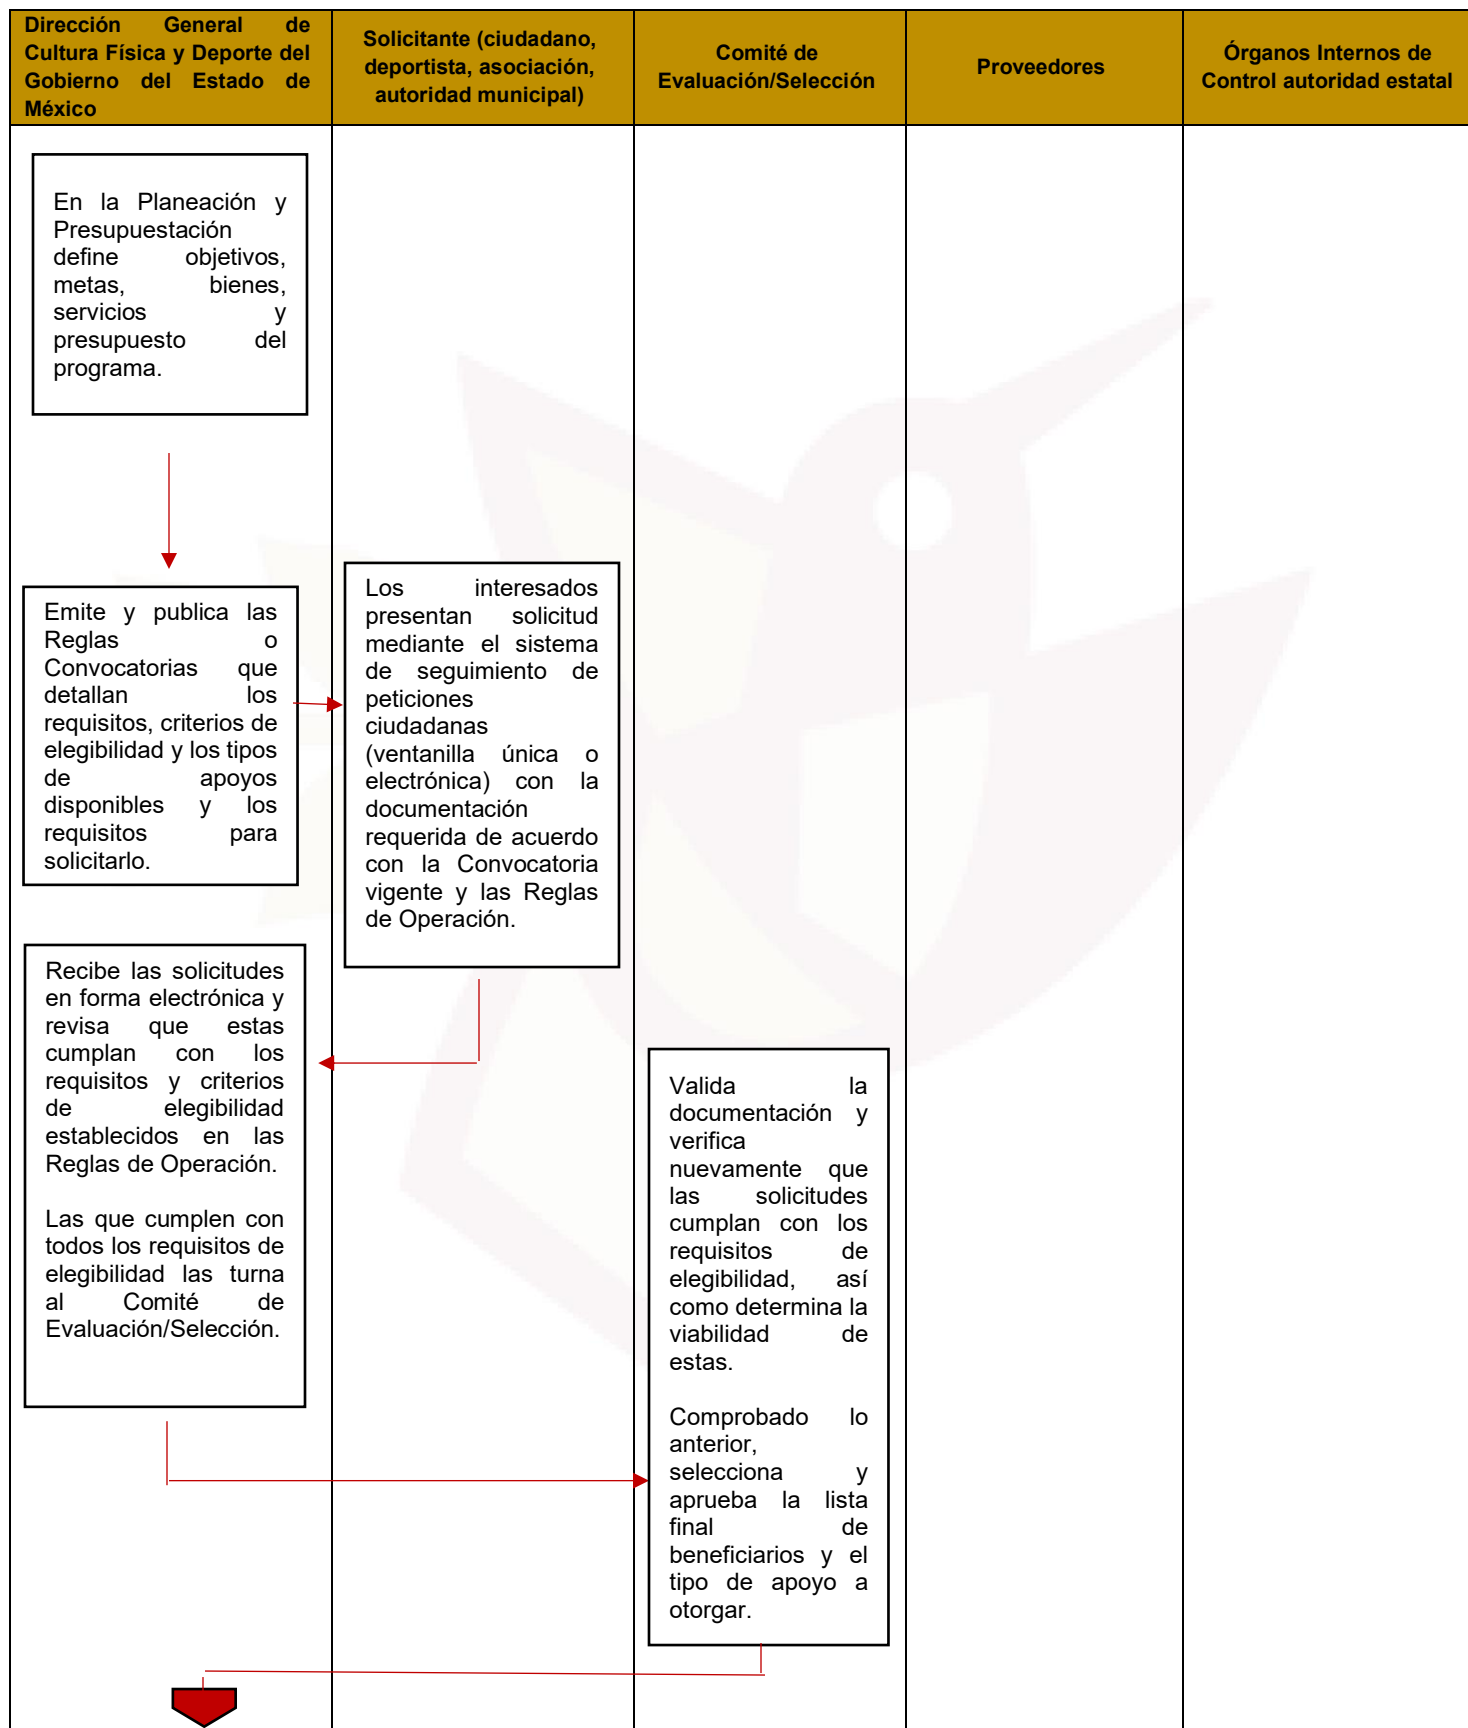 Dirección General de
Cultura Física y Deporte del
Gobierno del Estado de
México
Solicitante (ciudadano,
deportista, asociación,
autoridad municipal)
Comité de
Evaluación/Selección
Proveedores
Órganos Internos de
Control autoridad estatal
En la Planeación y
Presupuestación
define objetivos,
metas, bienes,
servicios y
presupuesto del
programa.
Emite y publica las
Reglas o
Convocatorias que
detallan los
requisitos, criterios de
elegibilidad y los tipos
de apoyos
disponibles y los
requisitos para
solicitarlo.
Los interesados
presentan solicitud
mediante el sistema
de seguimiento de
peticiones
ciudadanas
(ventanilla única o
electrónica) con la
documentación
requerida de acuerdo
con la Convocatoria
vigente y las Reglas
de Operación.
Recibe las solicitudes
en forma electrónica y
revisa que estas
cumplan con los
requisitos y criterios
de elegibilidad
establecidos en las
Reglas de Operación.
Las que cumplen con
todos los requisitos de
elegibilidad las turna
al Comité de
Evaluación/Selección.
Valida la
documentación y
verifica
nuevamente que
las solicitudes
cumplan con los
requisitos de
elegibilidad, así
como determina la
viabilidad de
estas.
Comprobado lo
anterior,
selecciona y
aprueba la lista
final de
beneficiarios y el
tipo de apoyo a
otorgar.